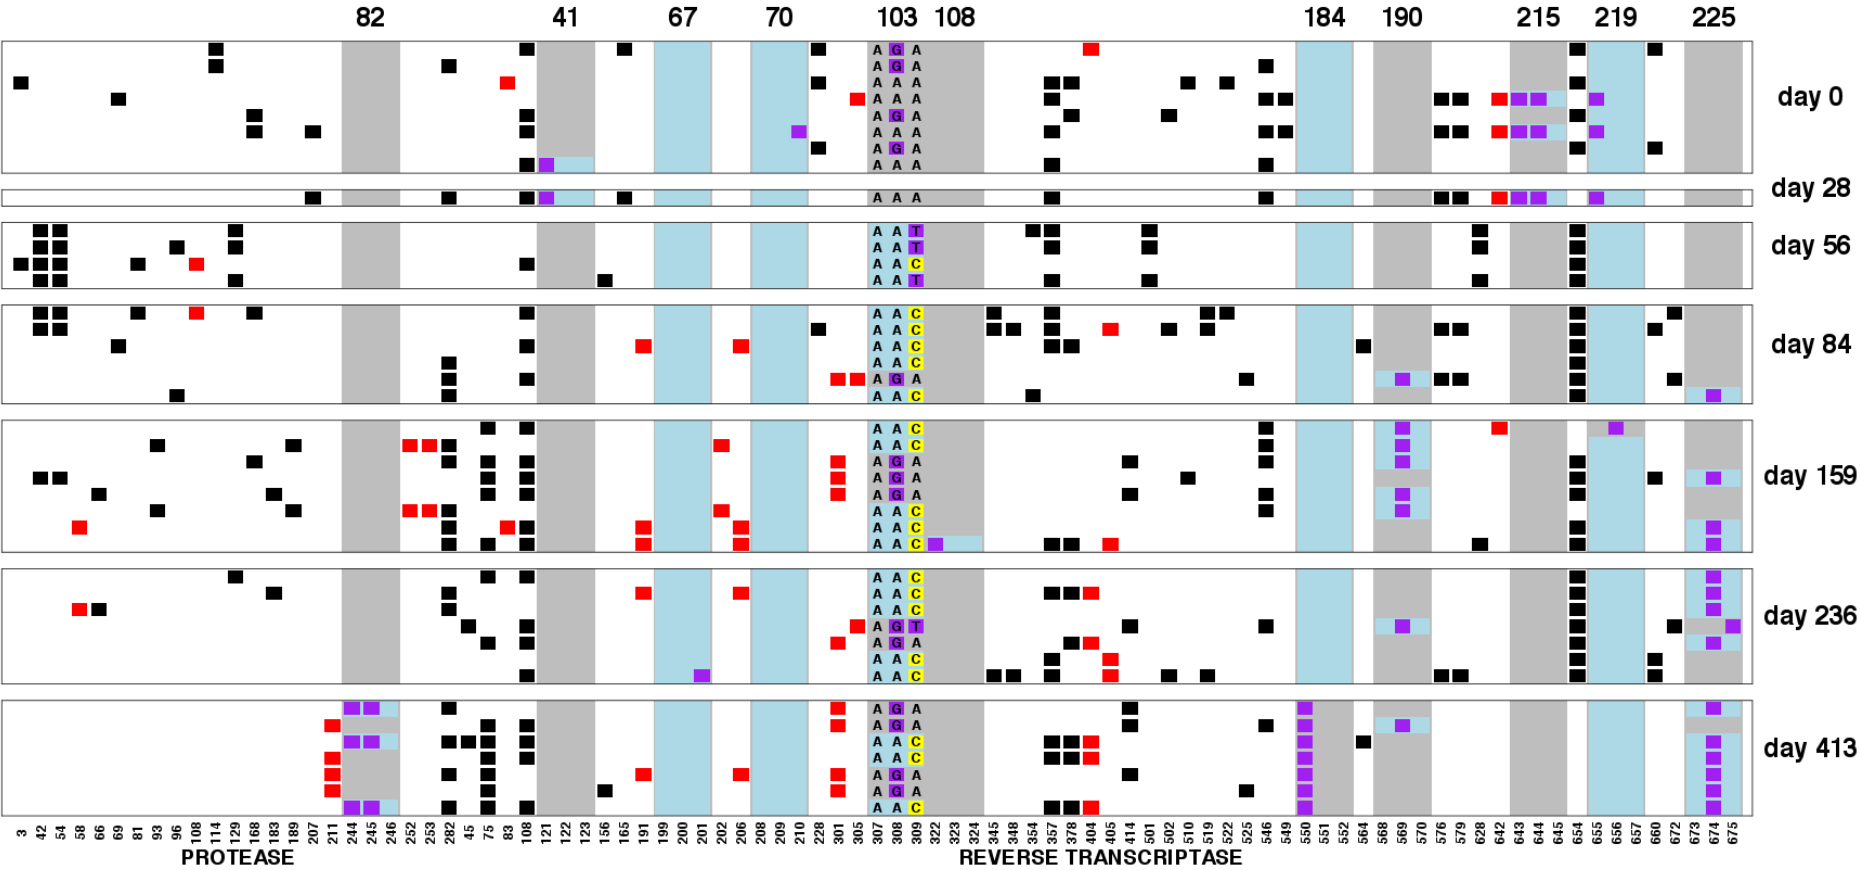 82 41 67 70 103 108 184 190 215 219 225
A G A
A G A
A A A
A A A
A G A
A A A
A G A
A A A
day 0
A A A
day 28
A A T
A A T
A A C
A A T
day 56
A A C
A A C
A A C
A A C
A G A
A A C
day 84
A A C
A A C
A G A
A G A
A G A
A A C
A A C
A A C
day 159
A A C
A A C
A A C
A G T
A G A
A A C
A A C
day 236
A G A
A G A
A A C
A A C
A G A
A G A
A A C
day 413
3 42 54 58 66 69 81 93 96 108 114 129 168 183 189 207 211 244 245 246 252 253 282 45 75 83 108 121 122 123 156 165 191 199 200 201 202 206 208 209 210 228 301 305 307 308 309 322 323 324 345 348 357 378 404 405 414 501 502 510 519 522 525 546 549 550 551 552 564 568 569 570 576 579 628 642 643 644 645 654 655 656 657 660 672 673 674 675
PROTEASE REVERSE TRANSCRIPTASE